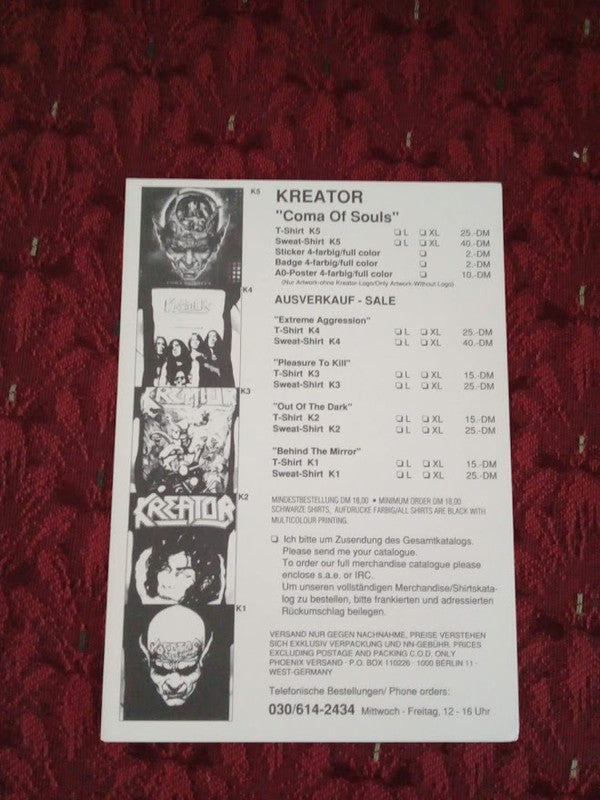 K5
KREATOR
"Coma Of Souls"
T-Shirt K5 ❏ L ❏ XL 25.-DM
Sweat-Shirt K5 ❏ L ❏ XL 40.-DM
Sticker 4-farbig/full color ❏ 2.-DM
Badge 4-farbig/full color ❏ 2.-DM
A0-Poster 4-farbig/full color ❏ 10.-DM
(Nur Artwork-ohne Kreator-Logo/Only Artwork-Without Logo)
K4
AUSVERKAUF - SALE
"Extreme Aggression"
T-Shirt K4 ❏ L ❏ XL 25.-DM
Sweat-Shirt K4 ❏ L ❏ XL 40.-DM
KREATOR
"Pleasure To Kill"
T-Shirt K3 ❏ L ❏ XL 15.-DM
Sweat-Shirt K3 ❏ L ❏ XL 25.-DM
K3
KREATOR
"Out Of The Dark"
T-Shirt K2 ❏ L ❏ XL 15.-DM
Sweat-Shirt K2 ❏ L ❏ XL 25.-DM
"Behind The Mirror"
T-Shirt K1 ❏ L ❏ XL 15.-DM
Sweat-Shirt K1 ❏ L ❏ XL 25.-DM
K2
KREATOR
MINDESTBESTELLUNG DM 18,00 • MINIMUM ORDER DM 18,00
SCHWARZE SHIRTS, AUFDRUCKE FARBIG/ALL SHIRTS ARE BLACK WITH
MULTICOLOUR PRINTING.
❏ Ich bitte um Zusendung des Gesamtkatalogs.
Please send me your catalogue.
To order our full merchandise catalogue please
enclose s.a.e. or IRC.
Um unseren vollständigen Merchandise/Shirtskata-
log zu bestellen, bitte frankierten und adressierten
Rückumschlag beilegen.
K1
KREATOR
VERSAND NUR GEGEN NACHNAHME, PREISE VERSTEHEN
SICH EXKLUSIV VERPACKUNG UND NN-GEBÜHR. PRICES
EXCLUDING POSTAGE AND PACKING C.O.D. ONLY
PHOENIX VERSAND · P.O. BOX 110226 · 1000 BERLIN 11 ·
WEST-GERMANY
Telefonische Bestellungen/ Phone orders:
030/614-2434 Mittwoch - Freitag, 12 - 16 Uhr